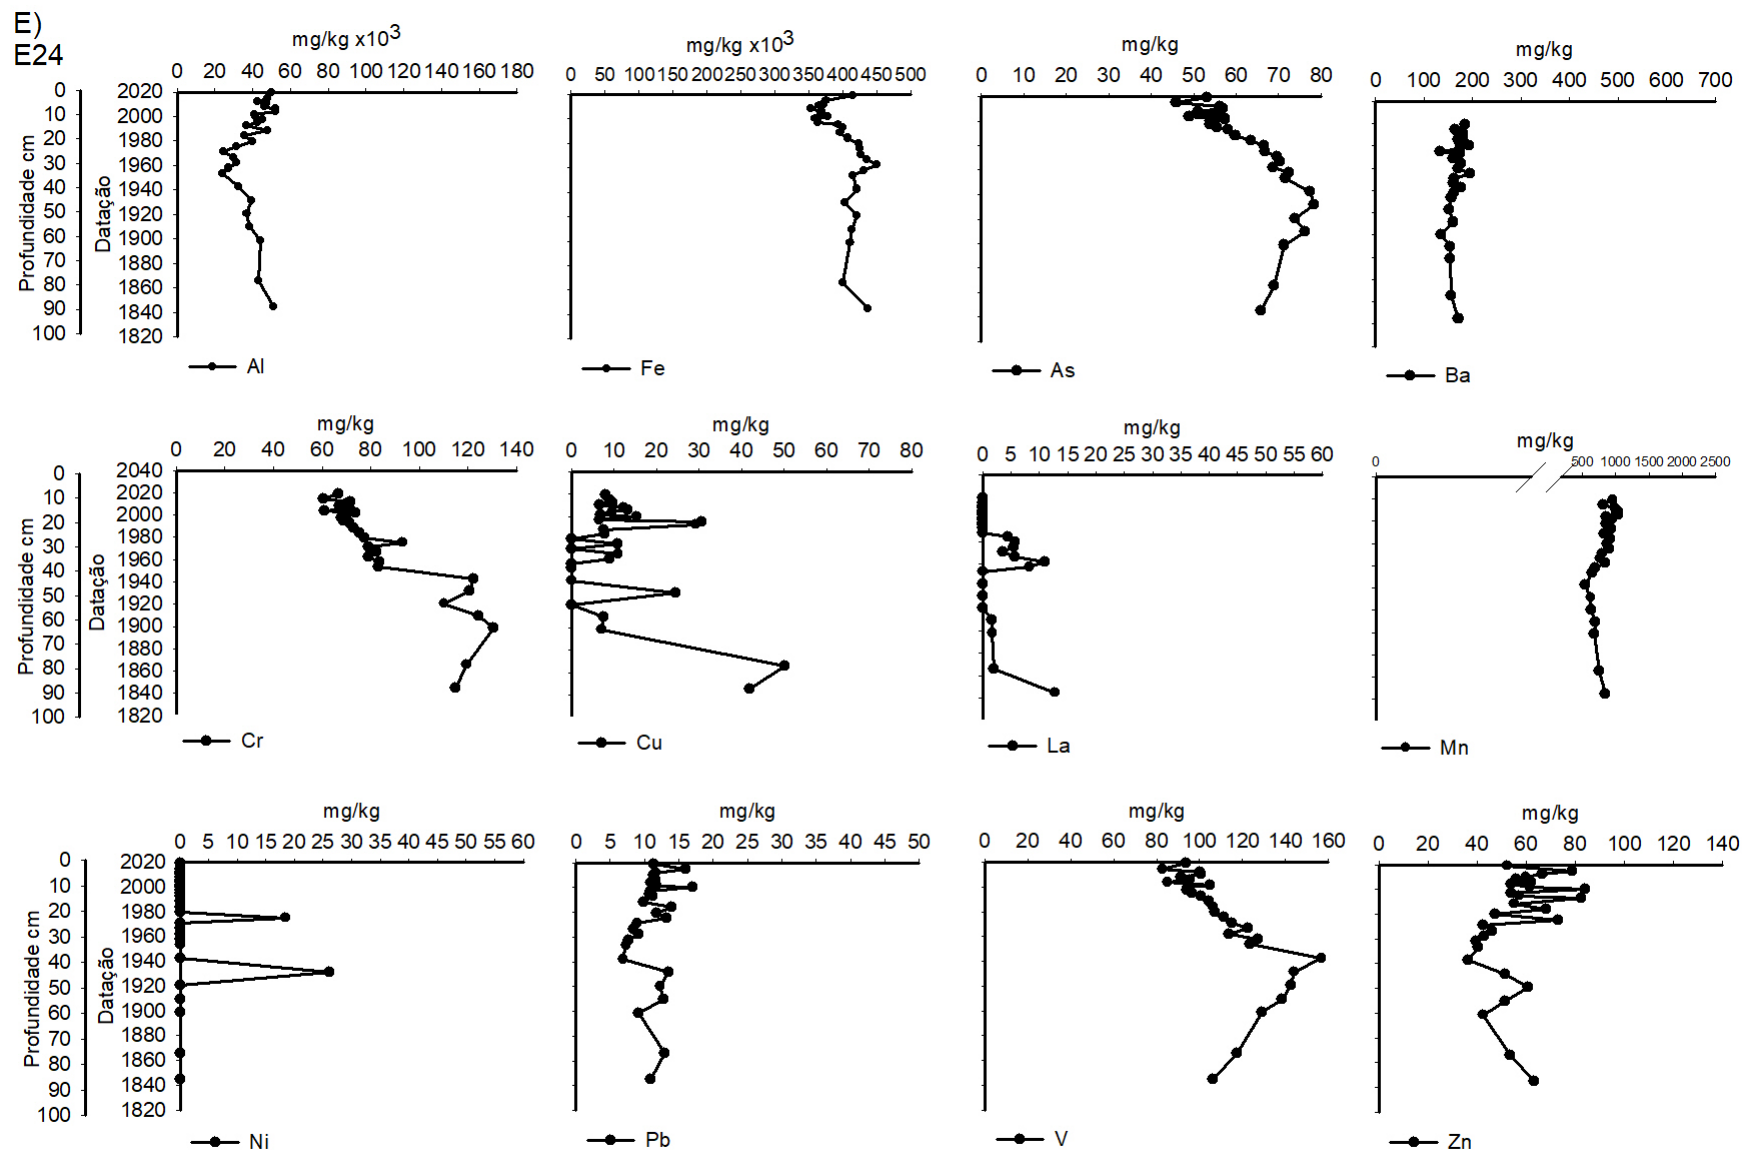 E)
E24
mg/kg x10³
mg/kg x10³
mg/kg
mg/kg
0 20 40 60 80 100 120 140 160 180
0 50 100 150 200 250 300 350 400 450 500
0 10 20 30 40 50 60 70 80
0 100 200 300 400 500 600 700
Profundidade cm
0
10
20
30
40
50
60
70
80
90
100
Datação
2020
2000
1980
1960
1940
1920
1900
1880
1860
1840
1820
Al
Fe
As
Ba
mg/kg
mg/kg
mg/kg
mg/kg
0 20 40 60 80 100 120 140
0 10 20 30 40 50 60 70 80
0 5 10 15 20 25 30 35 40 45 50 55 60
0 500 1000 1500 2000 2500
Profundidade cm
0
10
20
30
40
50
60
70
80
90
100
Datação
2040
2020
2000
1980
1960
1940
1920
1900
1880
1860
1840
1820
Cr
Cu
La
Mn
mg/kg
mg/kg
mg/kg
mg/kg
0 5 10 15 20 25 30 35 40 45 50 55 60
0 5 10 15 20 25 30 35 40 45 50
0 20 40 60 80 100 120 140 160
0 20 40 60 80 100 120 140
Profundidade cm
0
10
20
30
40
50
60
70
80
90
100
Datação
2020
2000
1980
1960
1940
1920
1900
1880
1860
1840
1820
Ni
Pb
V
Zn